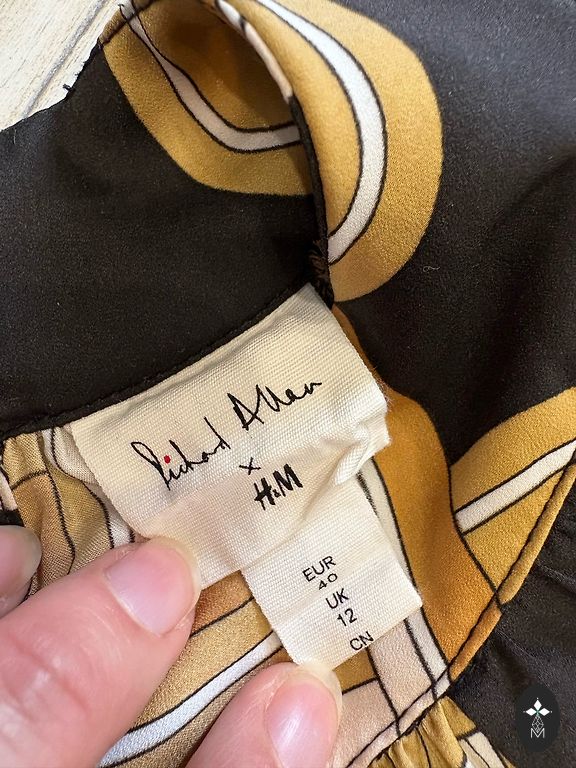 Richard Allan
x
H&M
EUR
40
UK
12
CN
M